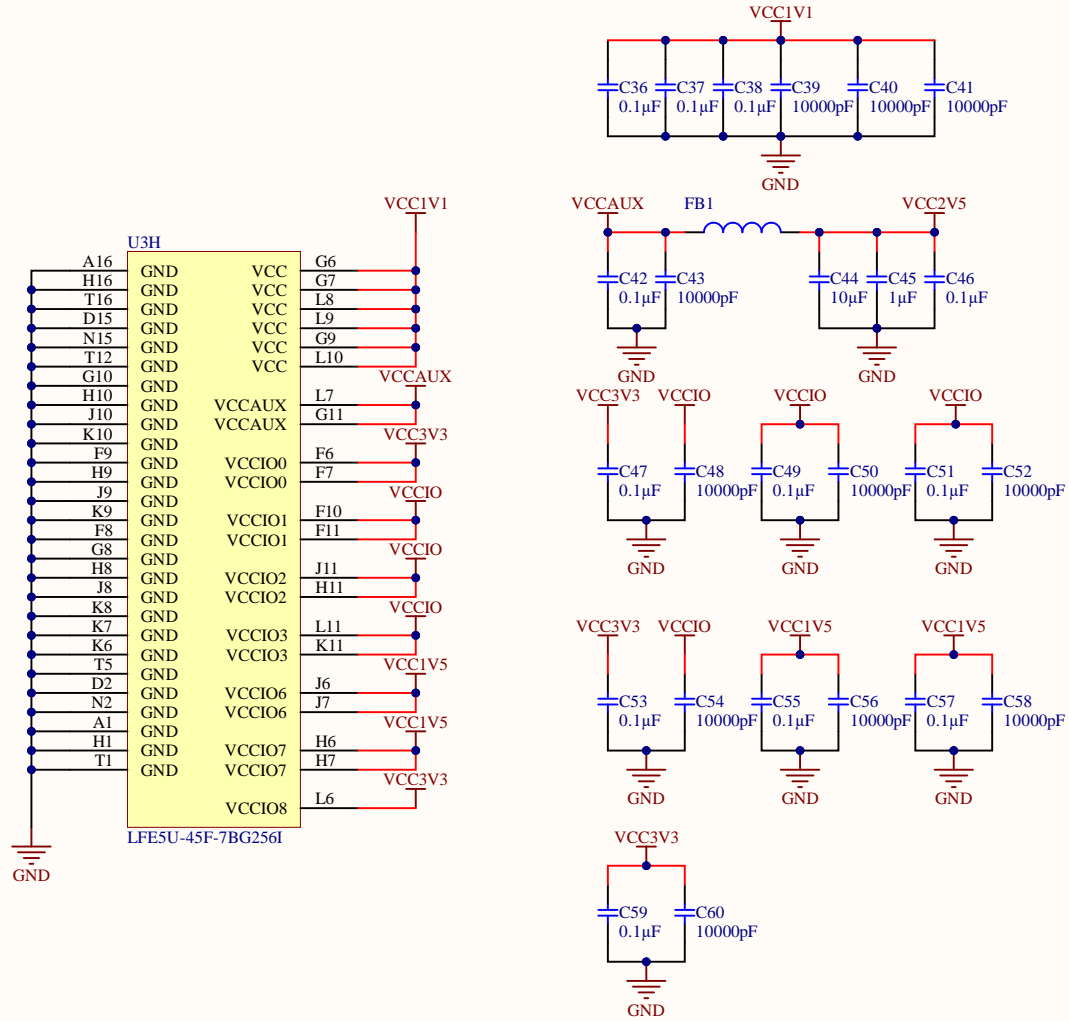 VCC1V1
C36 C37 C38 C39 C40 C41
0.1µF 0.1µF 0.1µF 10000pF 10000pF 10000pF
GND
VCCAUX FB1 VCC2V5
C42 C43 C44 C45 C46
0.1µF 10000pF 10µF 1µF 0.1µF
GND GND
VCC3V3 VCCIO VCCIO VCCIO
C47 C48 C49 C50 C51 C52
0.1µF 10000pF 0.1µF 10000pF 0.1µF 10000pF
GND GND GND
VCC3V3 VCCIO VCC1V5 VCC1V5
C53 C54 C55 C56 C57 C58
0.1µF 10000pF 0.1µF 10000pF 0.1µF 10000pF
GND GND GND
VCC3V3
C59 C60
0.1µF 10000pF
GND
VCC1V1
U3H
A16 GND VCC G6
H16 GND VCC G7
T16 GND VCC L8
D15 GND VCC L9
N15 GND VCC G9
T12 GND VCC L10
G10 GND
VCCAUX
H10 GND VCCAUX L7
J10 GND VCCAUX G11
K10 GND
VCC3V3
F9 GND VCCIO0 F6
H9 GND VCCIO0 F7
J9 GND
VCCIO
K9 GND VCCIO1 F10
F8 GND VCCIO1 F11
G8 GND
VCCIO
H8 GND VCCIO2 J11
J8 GND VCCIO2 H11
K8 GND
VCCIO
K7 GND VCCIO3 L11
K6 GND VCCIO3 K11
T5 GND
VCC1V5
D2 GND VCCIO6 J6
N2 GND VCCIO6 J7
A1 GND
VCC1V5
H1 GND VCCIO7 H6
T1 GND VCCIO7 H7
VCC3V3
VCCIO8 L6
LFE5U-45F-7BG256I
GND